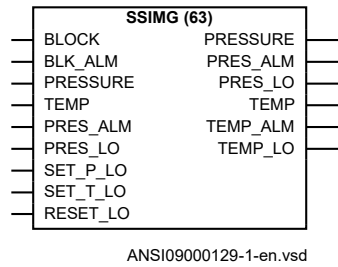 SSIMG (63)
BLOCK PRESSURE
BLK_ALM PRES_ALM
PRESSURE PRES_LO
TEMP TEMP
PRES_ALM TEMP_ALM
PRES_LO TEMP_LO
SET_P_LO
SET_T_LO
RESET_LO
ANSI09000129-1-en.vsd